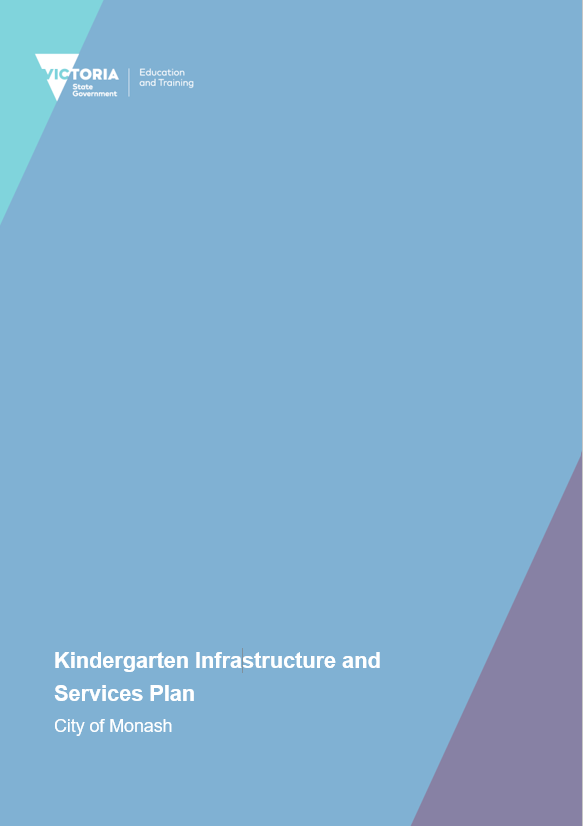 VICTORIA
State
Government
Education
and Training
Kindergarten Infrastructure and
Services Plan
City of Monash